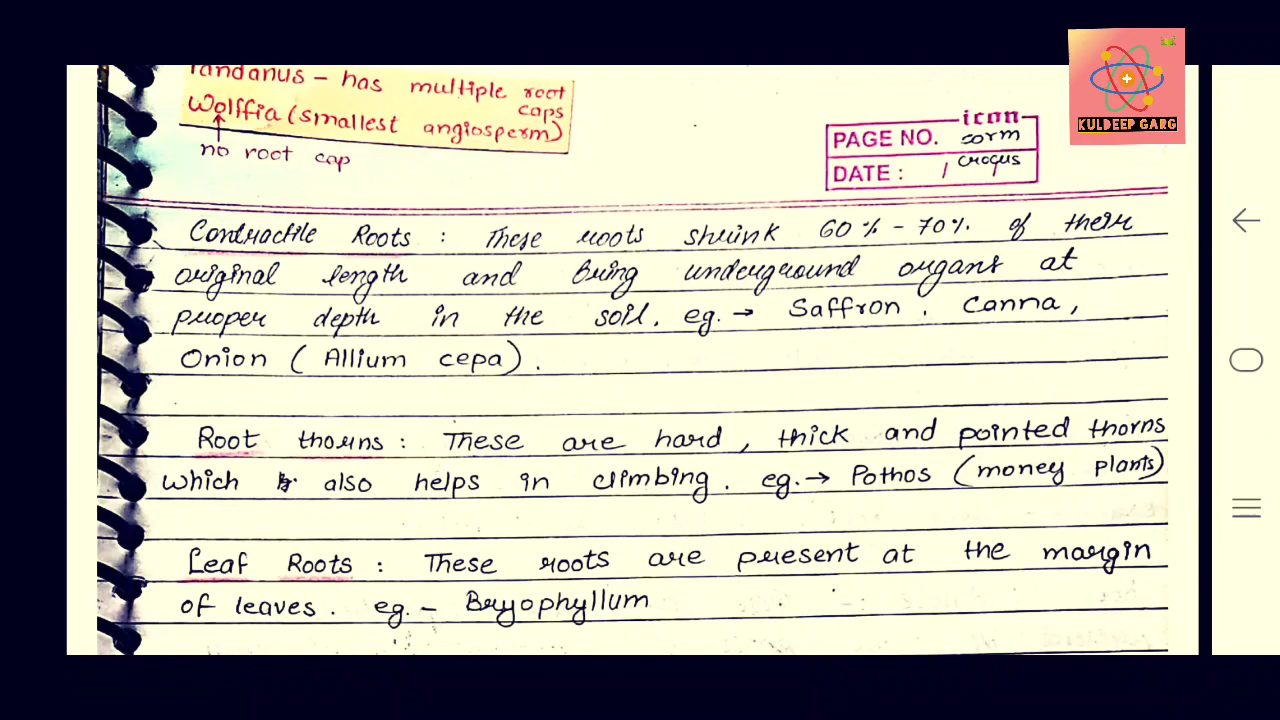 Pandanus - has multiple root
caps
Wolffia (smallest angiosperm)
no root cap
icon
PAGE NO. corm
DATE : / crocus /
KULDEEP GARG
Contractile Roots : These roots shrink 60% - 70% of their
original length and bring underground organs at
proper depth in the soil. eg. → Saffron . Canna ,
Onion ( Allium cepa ) .
Root thorns : These are hard , thick and pointed thorns
which also helps in climbing . eg. → Pothos (money plants)
Leaf Roots : These roots are present at the margin
of leaves . eg. - Bryophyllum